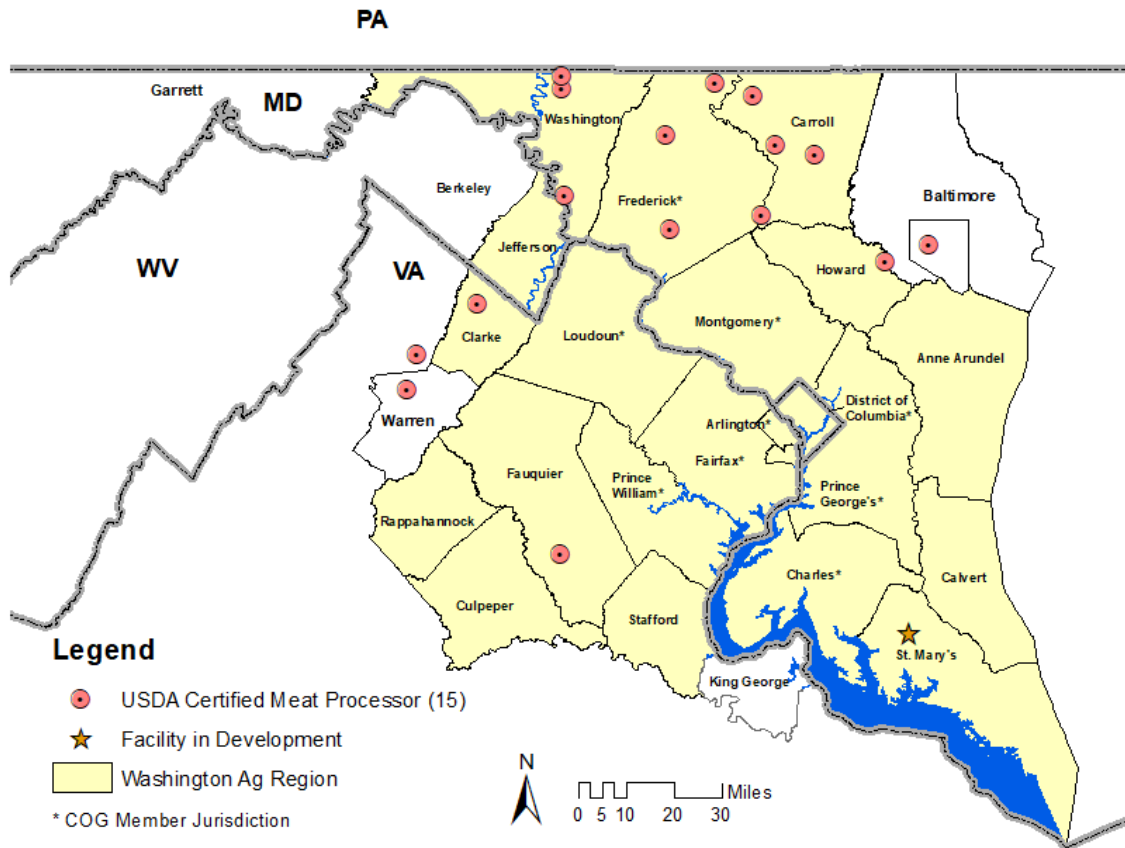 PA
Garrett
MD
Washington
Carroll
Berkeley
Frederick*
Baltimore
Jefferson
WV
VA
Howard
Clarke
Loudoun*
Montgomery*
Anne Arundel
District of
Columbia*
Warren
Arlington*
Fauquier
Fairfax*
Prince
William*
Prince
George's*
Rappahannock
Charles*
Calvert
Culpeper
Stafford
St. Mary's
King George
Legend
USDA Certified Meat Processor (15)
Facility in Development
Washington Ag Region
* COG Member Jurisdiction
N
Miles
0 5 10 20 30